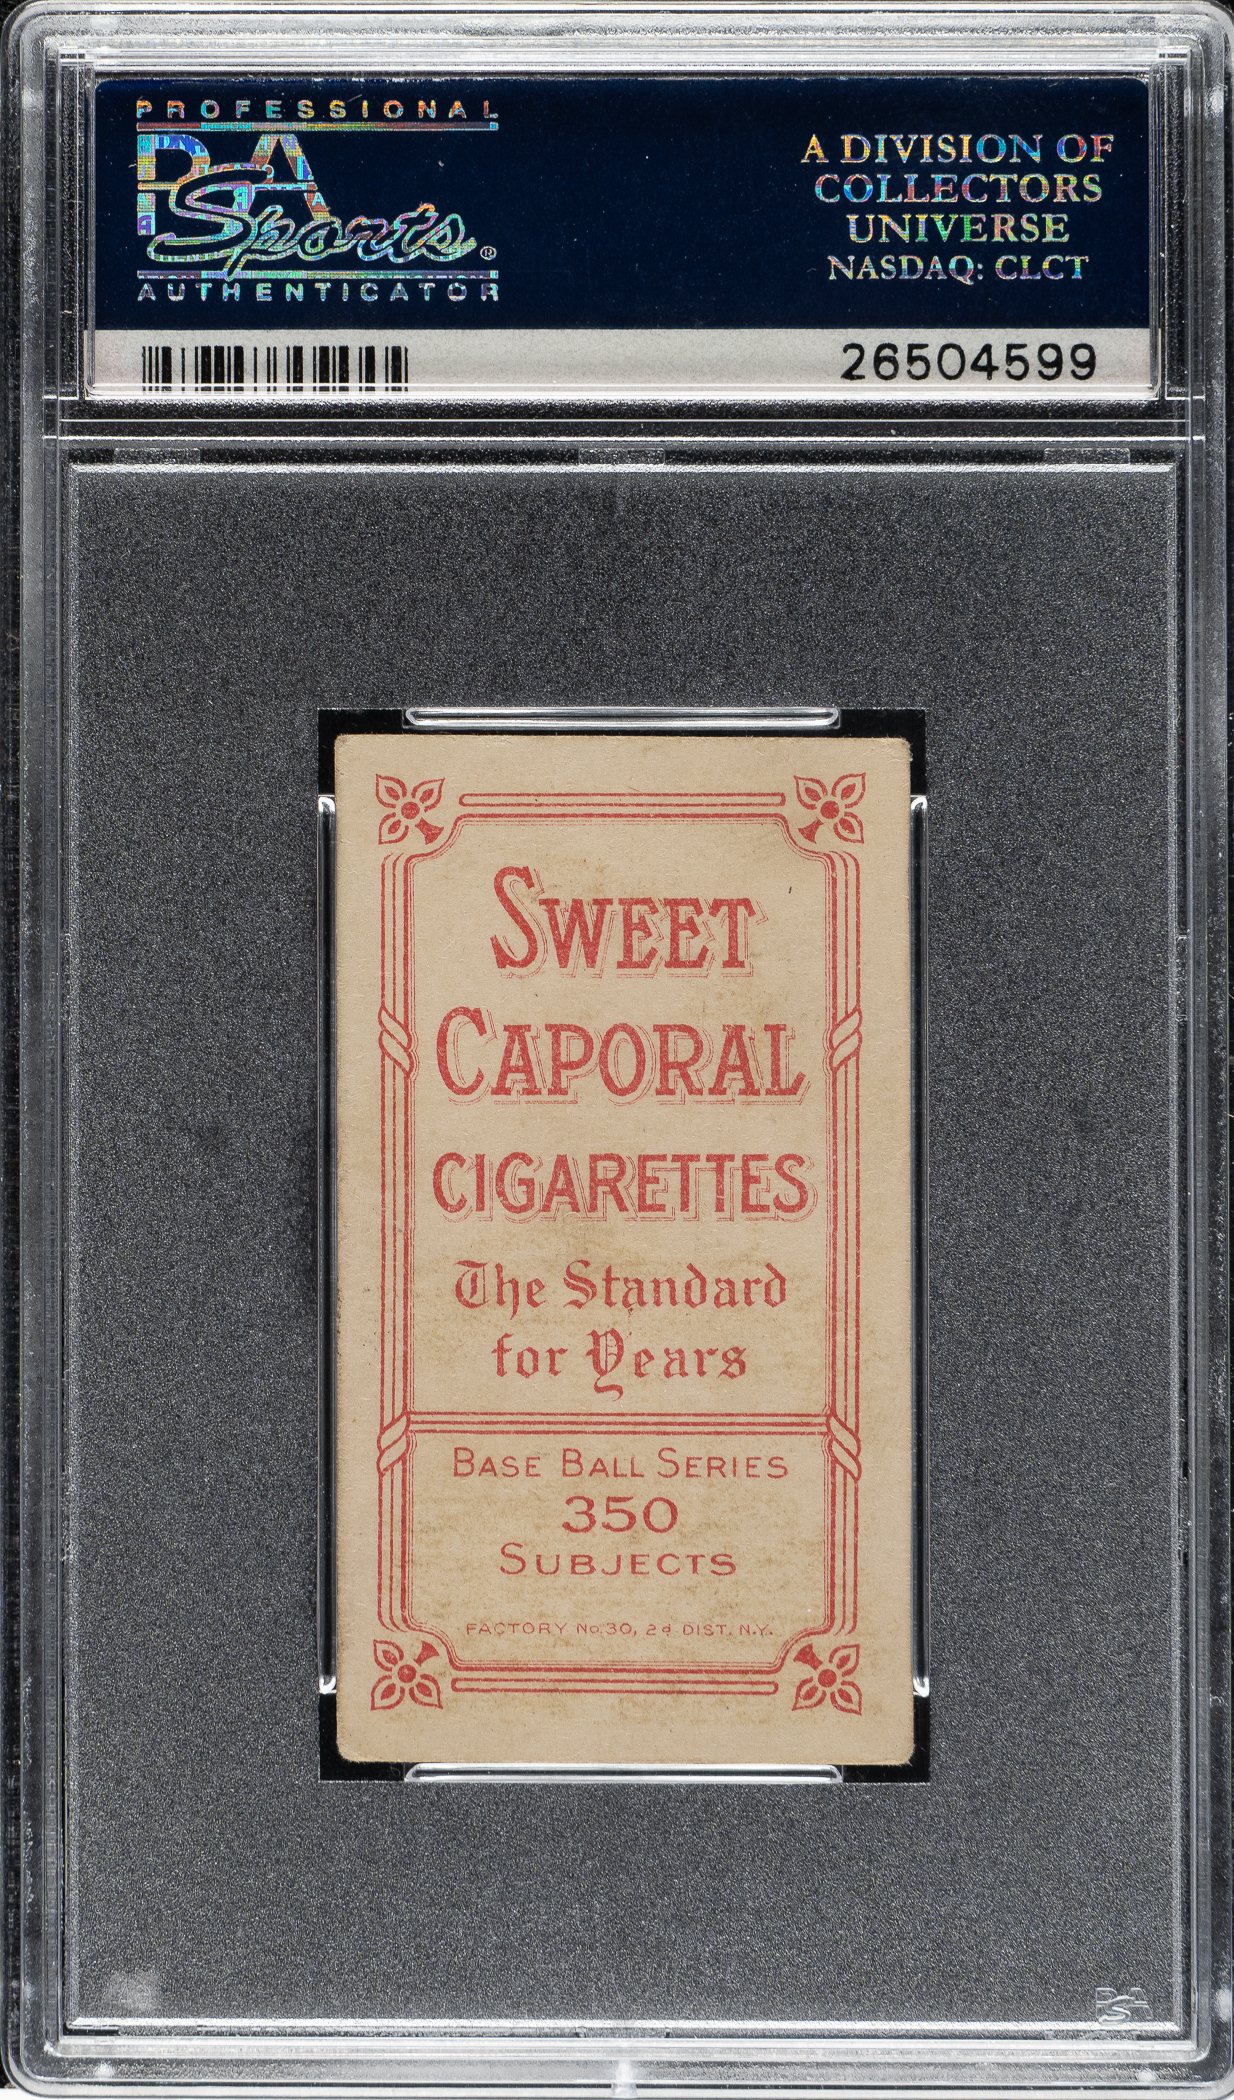 PROFESSIONAL
PSA
Sports®
AUTHENTICATOR
A DIVISION OF
COLLECTORS
UNIVERSE
NASDAQ: CLCT
26504599
SWEET
CAPORAL
CIGARETTES
The Standard
for Years
BASE BALL SERIES
350
SUBJECTS
FACTORY No. 30, 2d DIST. N.Y.
PSA